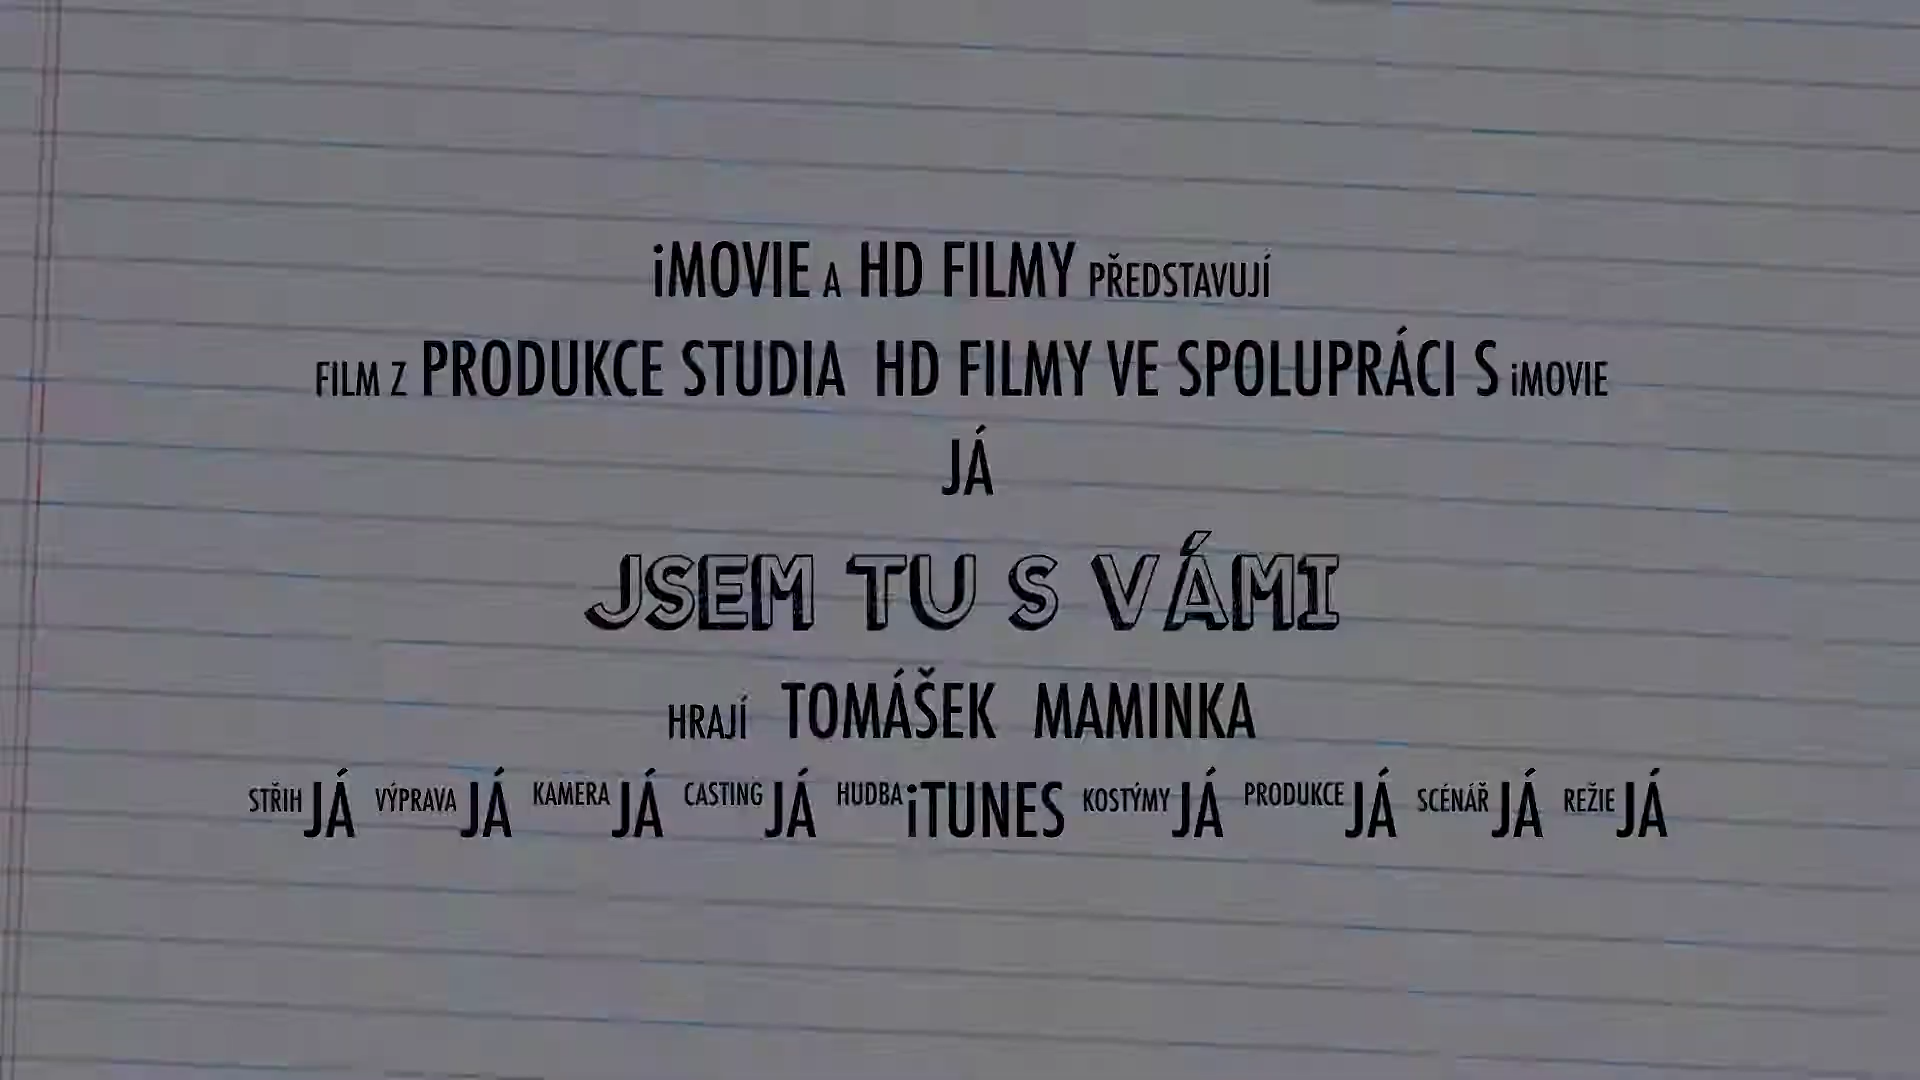 iMOVIE A HD FILMY PŘEDSTAVUJÍ
FILM Z PRODUKCE STUDIA HD FILMY VE SPOLUPRÁCI S iMOVIE
JÁ
JSEM TU S VÁMI
HRAJÍ TOMÁŠEK MAMINKA
STŘIH JÁ VÝPRAVA JÁ KAMERA JÁ CASTING JÁ HUDBA iTUNES KOSTÝMY JÁ PRODUKCE JÁ SCÉNÁŘ JÁ REŽIE JÁ